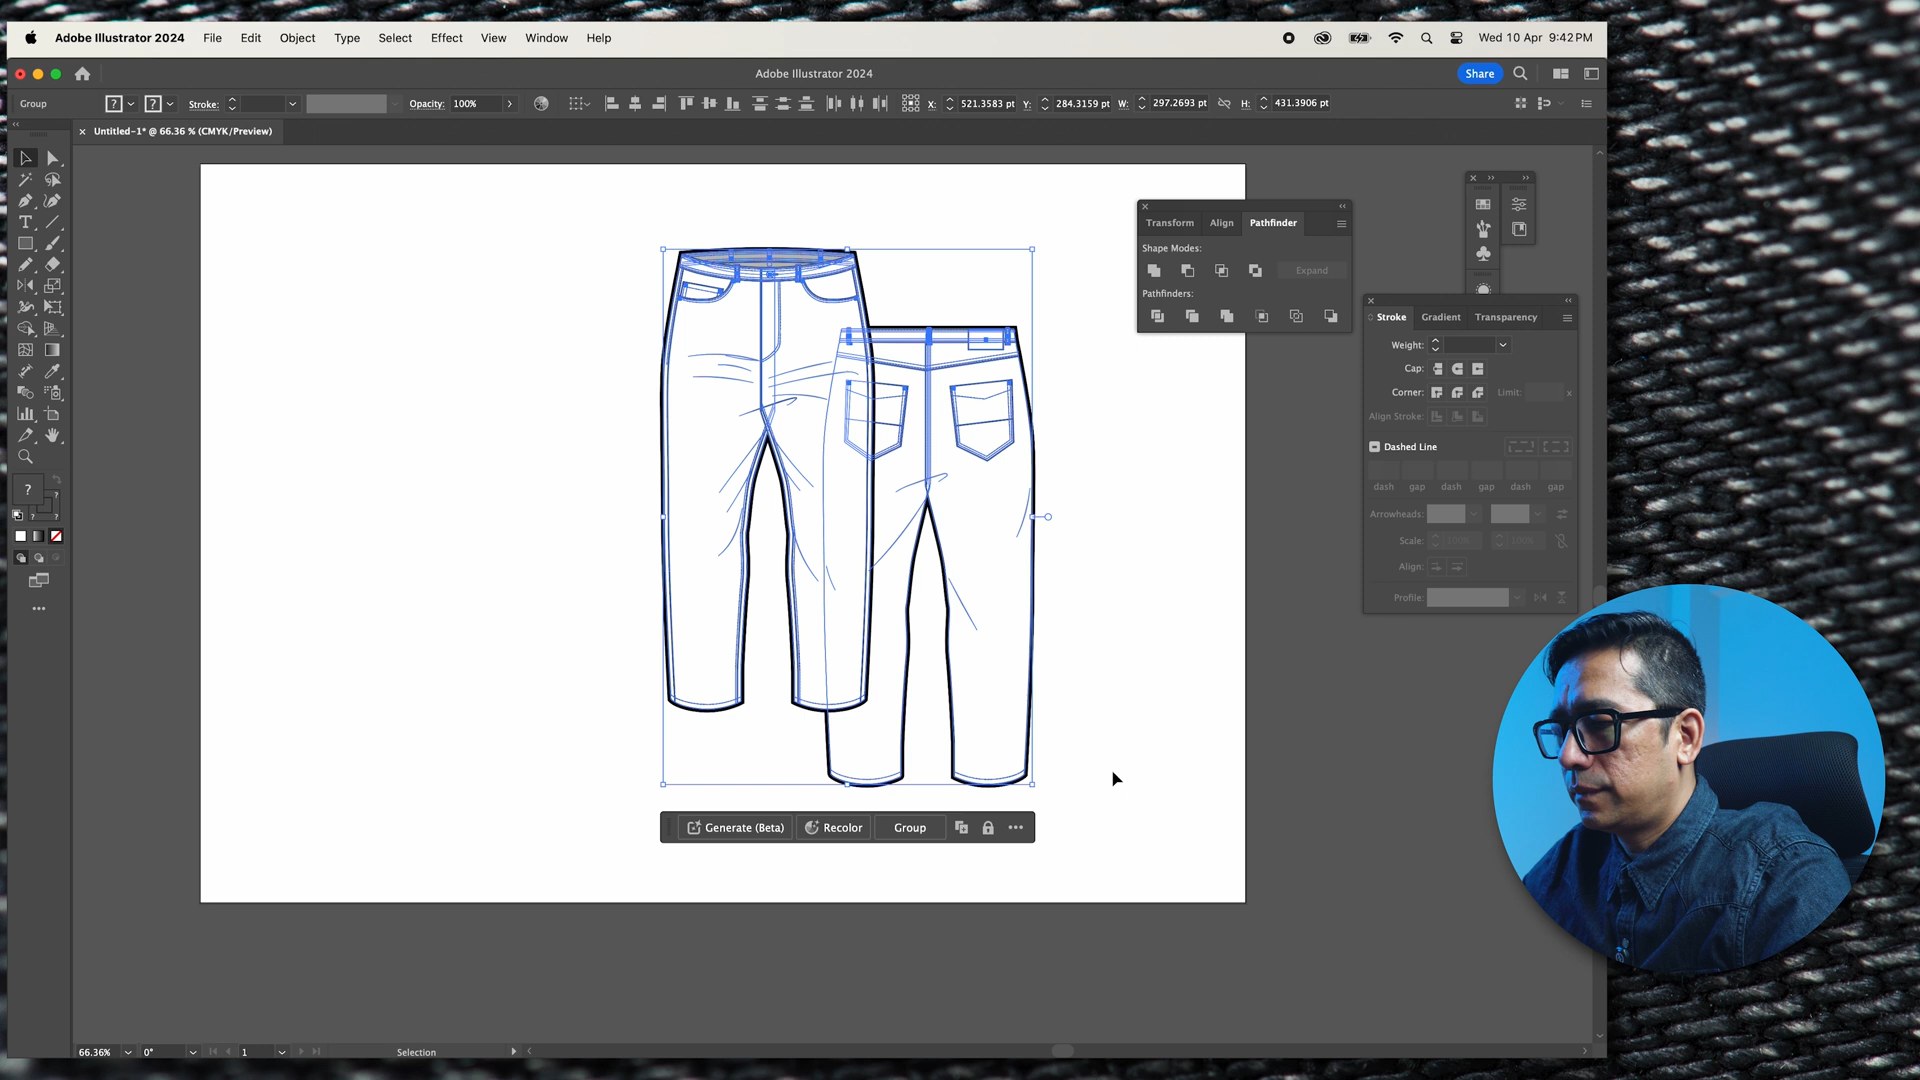 Adobe Illustrator 2024 File Edit Object Type Select Effect View Window Help Wed 10 Apr 9:42 PM
Adobe Illustrator 2024 Share
Group ? ? Stroke: Opacity: 100% X: 521.3583 pt Y: 284.3159 pt W: 297.2693 pt H: 431.3906 pt
× Untitled-1* @ 66.36 % (CMYK/Preview)
Transform Align Pathfinder
Shape Modes:
Expand
Pathfinders:
Stroke Gradient Transparency
Weight:
Cap:
Corner: Limit: x
Align Stroke:
Dashed Line
dash gap dash gap dash gap
Arrowheads:
Scale: 100% 100%
Align:
Profile:
?
?
? ?
Generate (Beta) Recolor Group
66.36% 0° 1 Selection